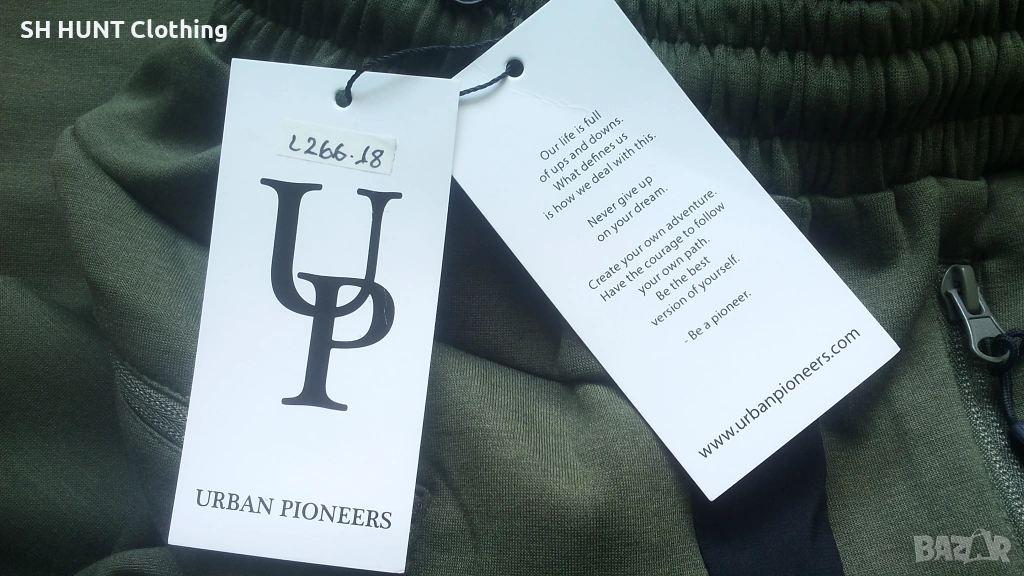 SH HUNT Clothing
L266.18
UP
URBAN PIONEERS
Our life is full
of ups and downs.
What defines us
is how we deal with this.
Never give up
on your dream.
Create your own adventure.
Have the courage to follow
your own path.
Be the best
version of yourself.
- Be a pioneer.
www.urbanpioneers.com
BAZAR